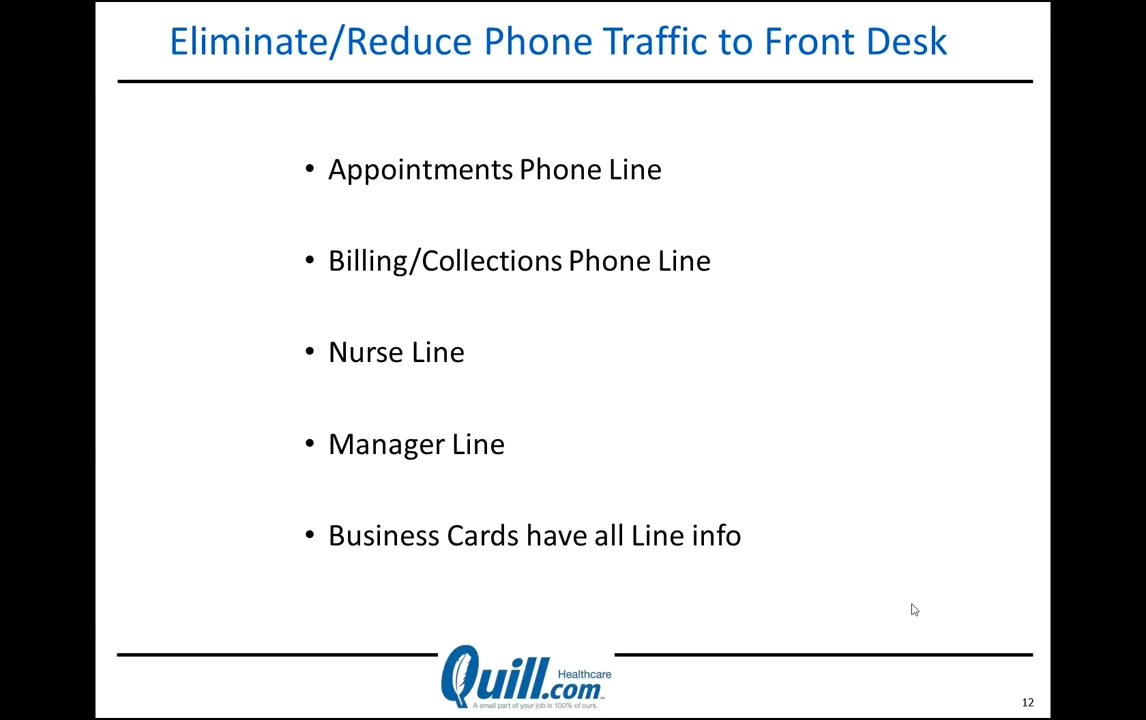 Eliminate/Reduce Phone Traffic to Front Desk
• Appointments Phone Line
• Billing/Collections Phone Line
• Nurse Line
• Manager Line
• Business Cards have all Line info
Quill.com Healthcare
A small part of your job is 100% of ours.
12